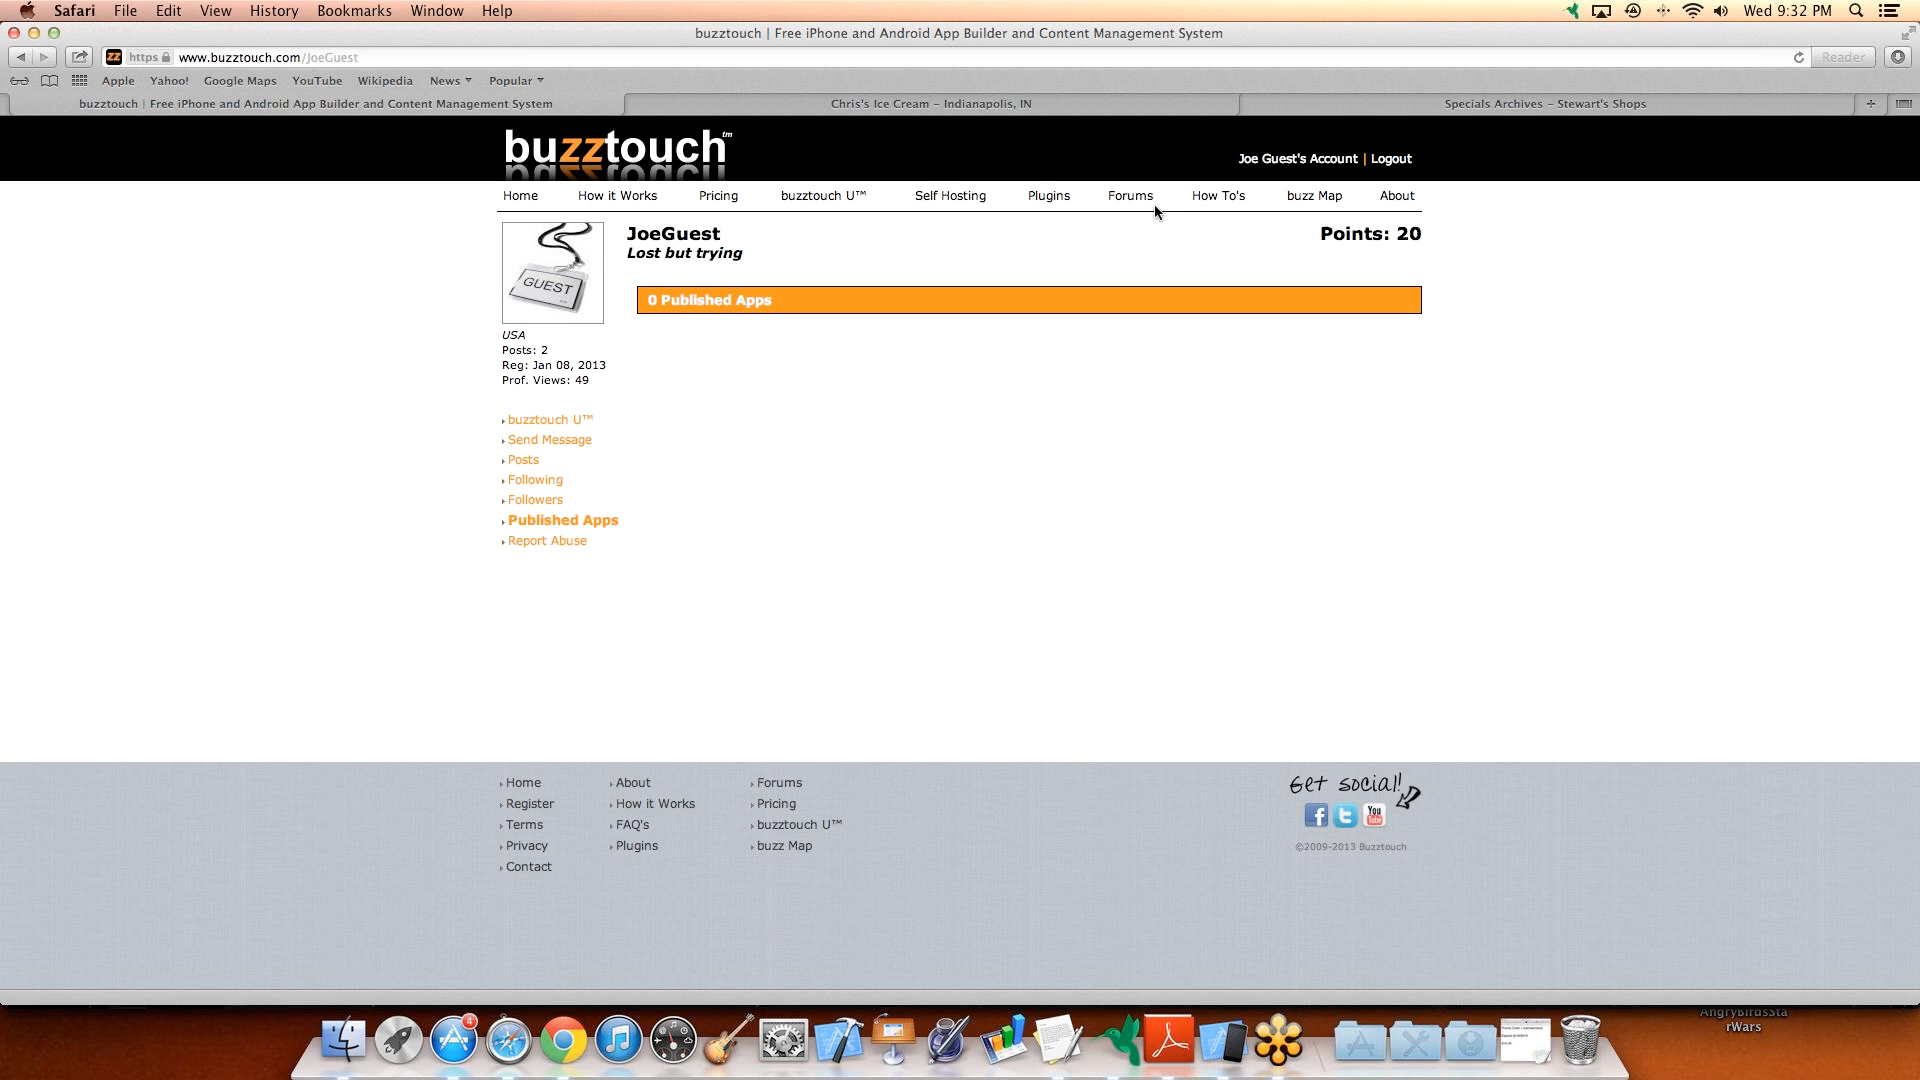 Safari File Edit View History Bookmarks Window Help Wed 9:32 PM
buzztouch | Free iPhone and Android App Builder and Content Management System
https www.buzztouch.com/JoeGuest Reader
Apple Yahoo! Google Maps YouTube Wikipedia News Popular
buzztouch | Free iPhone and Android App Builder and Content Management System Chris's Ice Cream – Indianapolis, IN Specials Archives – Stewart's Shops
buzztouch™
Joe Guest's Account | Logout
Home How it Works Pricing buzztouch U™ Self Hosting Plugins Forums How To's buzz Map About
GUEST
JoeGuest Points: 20
Lost but trying
0 Published Apps
USA
Posts: 2
Reg: Jan 08, 2013
Prof. Views: 49
buzztouch U™
Send Message
Posts
Following
Followers
Published Apps
Report Abuse
Home About Forums
Register How it Works Pricing
Terms FAQ's buzztouch U™
Privacy Plugins buzz Map
Contact
Get social!
You Tube
©2009-2013 Buzztouch
4
AngryBirdsSta
rWars